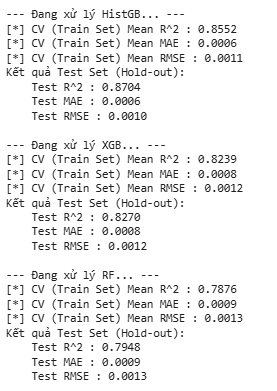 --- Đang xử lý HistGB... ---
[*] CV (Train Set) Mean R^2 : 0.8552
[*] CV (Train Set) Mean MAE : 0.0006
[*] CV (Train Set) Mean RMSE : 0.0011
Kết quả Test Set (Hold-out):
Test R^2 : 0.8704
Test MAE : 0.0006
Test RMSE : 0.0010
--- Đang xử lý XGB... ---
[*] CV (Train Set) Mean R^2 : 0.8239
[*] CV (Train Set) Mean MAE : 0.0008
[*] CV (Train Set) Mean RMSE : 0.0012
Kết quả Test Set (Hold-out):
Test R^2 : 0.8270
Test MAE : 0.0008
Test RMSE : 0.0012
--- Đang xử lý RF... ---
[*] CV (Train Set) Mean R^2 : 0.7876
[*] CV (Train Set) Mean MAE : 0.0009
[*] CV (Train Set) Mean RMSE : 0.0013
Kết quả Test Set (Hold-out):
Test R^2 : 0.7948
Test MAE : 0.0009
Test RMSE : 0.0013